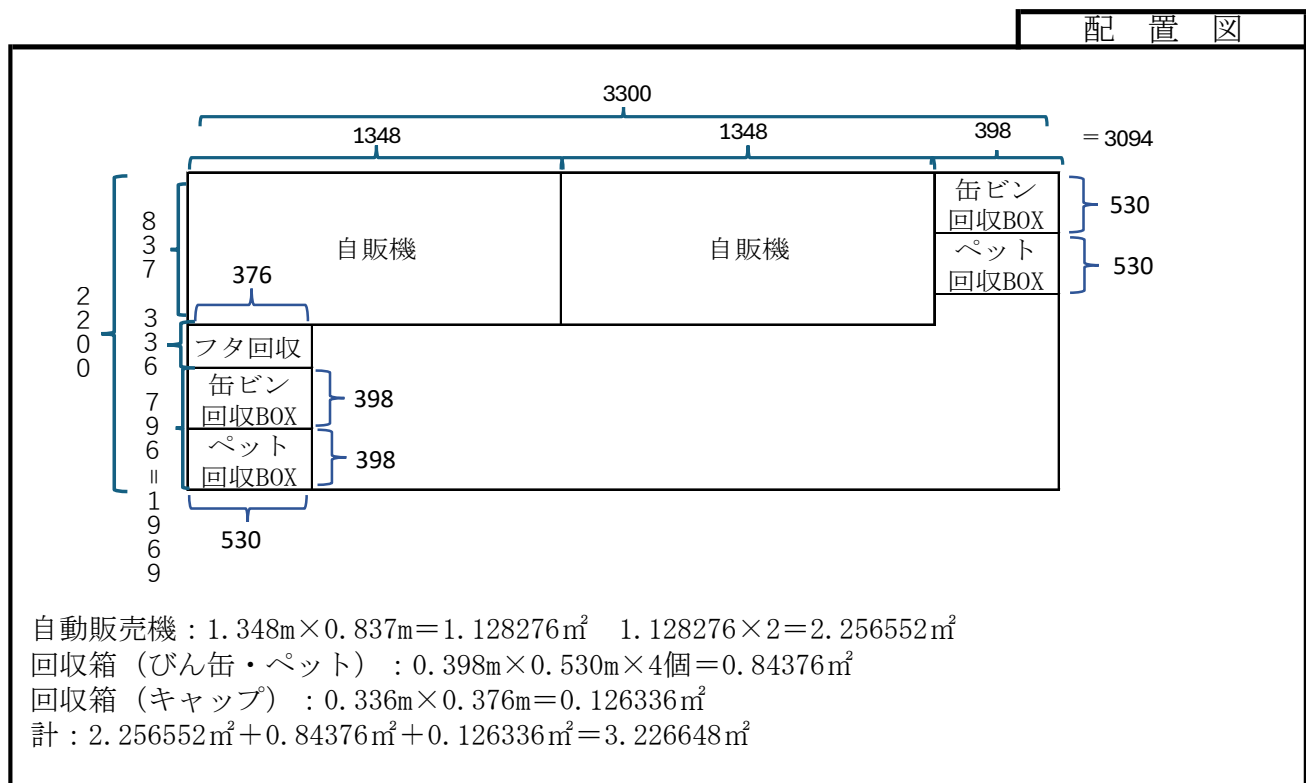 配 置 図
3300
1348
1348
398
＝3094
2200
837
336
796＝1969
自販機
自販機
缶ビン
回収BOX
530
ペット
回収BOX
530
376
フタ回収
缶ビン
回収BOX
398
ペット
回収BOX
398
530
自動販売機：1.348m×0.837m＝1.128276㎡　1.128276×2＝2.256552㎡
回収箱（びん缶・ペット）：0.398m×0.530m×4個＝0.84376㎡
回収箱（キャップ）：0.336m×0.376m＝0.126336㎡
計：2.256552㎡＋0.84376㎡＋0.126336㎡＝3.226648㎡